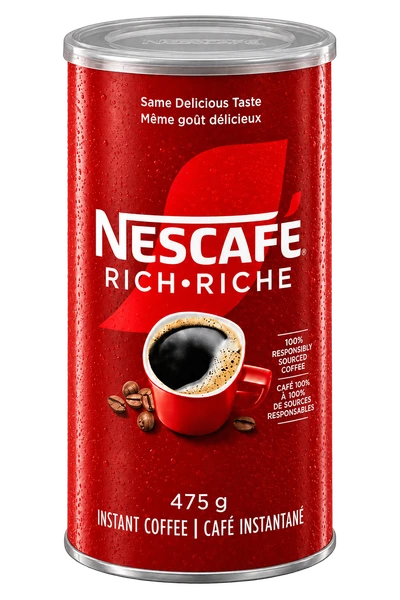 Same Delicious Taste
Même goût délicieux
NESCAFÉ®
RICH•RICHE
100%
RESPONSIBLY
SOURCED
COFFEE
CAFÉ 100%
À 100%
DE SOURCES
RESPONSABLES
475 g
INSTANT COFFEE | CAFÉ INSTANTANÉ